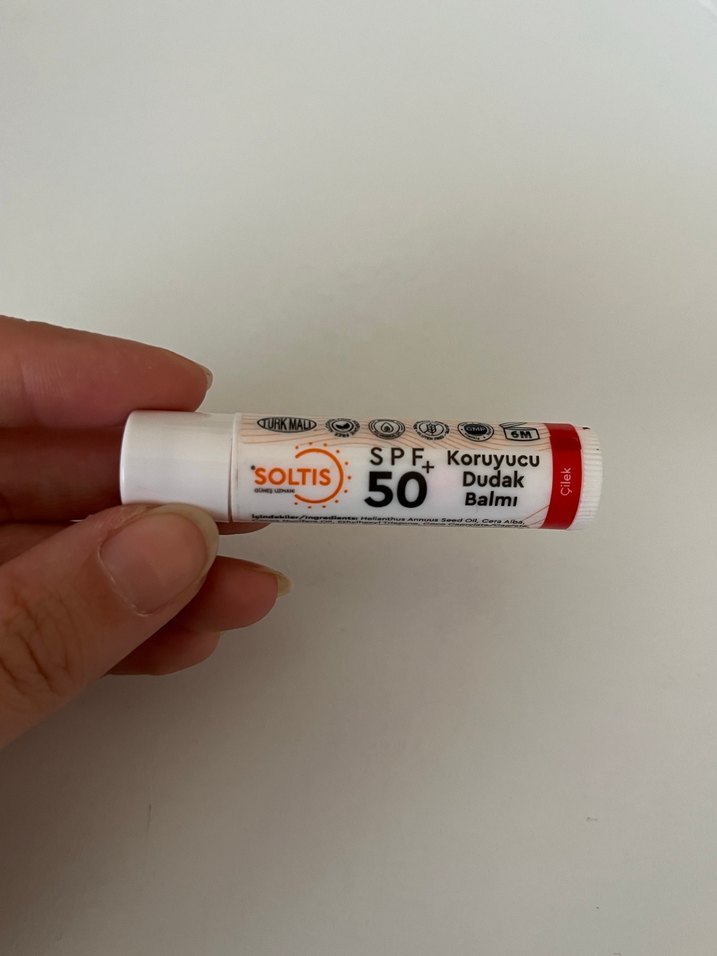 TÜRK MALI
GMP
6M
SOLTIS
GÜNEŞ UZMANI
SPF
50+
Koruyucu
Dudak
Balmı
Çilek
İçindekiler/Ingredients: Helianthus Annuus Seed Oil, Cera Alba,